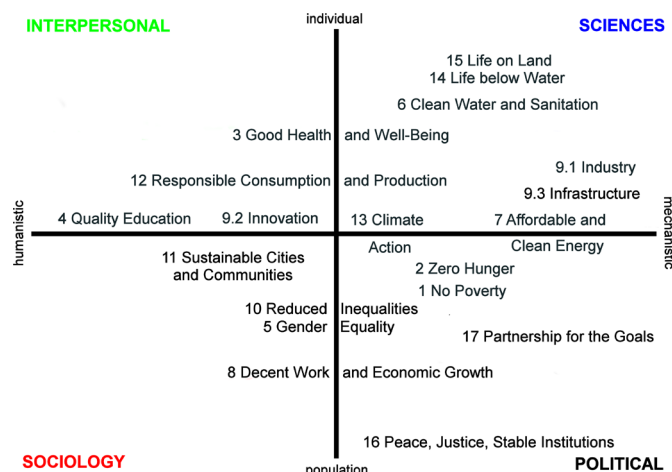 INTERPERSONAL
individual
SCIENCES
15 Life on Land
14 Life below Water
6 Clean Water and Sanitation
3 Good Health and Well-Being
9.1 Industry
12 Responsible Consumption and Production
9.3 Infrastructure
4 Quality Education
9.2 Innovation
13 Climate
7 Affordable and
humanistic
mechanistic
Action
Clean Energy
11 Sustainable Cities
and Communities
2 Zero Hunger
1 No Poverty
10 Reduced Inequalities
5 Gender Equality
17 Partnership for the Goals
8 Decent Work and Economic Growth
16 Peace, Justice, Stable Institutions
SOCIOLOGY
population
POLITICAL